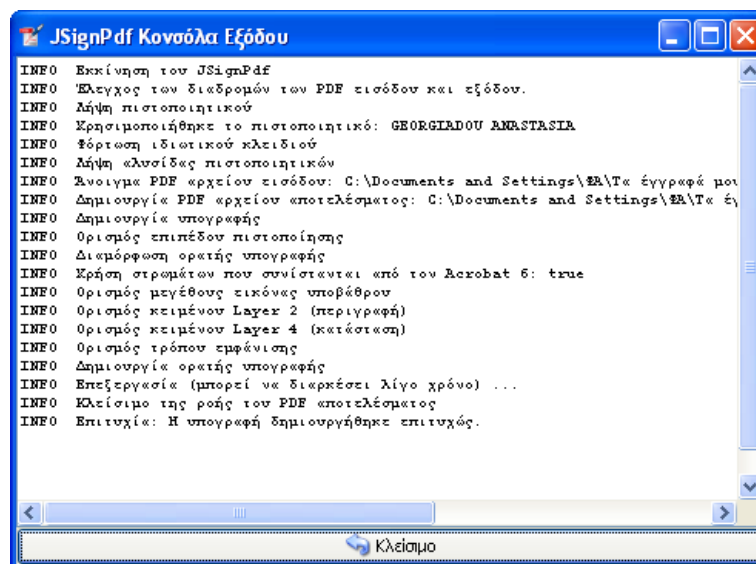 JSignPdf Κονσόλα Εξόδου
INFO Εκκίνηση του JSignPdf
INFO Έλεγχος των διαδρομών των PDF εισόδου και εξόδου.
INFO Λήψη πιστοποιητικού
INFO Χρησιμοποιήθηκε το πιστοποιητικό: GEORGIADOU ANASTASIA
INFO Φόρτωση ιδιωτικού κλειδιού
INFO Λήψη αλυσίδας πιστοποιητικών
INFO Άνοιγμα PDF αρχείου εισόδου: C:\Documents and Settings\ΦΑ\Τα έγγραφά μου
INFO Δημιουργία PDF αρχείου αποτελέσματος: C:\Documents and Settings\ΦΑ\Τα έγ
INFO Δημιουργία υπογραφής
INFO Ορισμός επιπέδου πιστοποίησης
INFO Διαμόρφωση ορατής υπογραφής
INFO Χρήση στρωμάτων που συνίστανται από τον Acrobat 6: true
INFO Ορισμός μεγέθους εικόνας υποβάθρου
INFO Ορισμός κειμένου Layer 2 (περιγραφή)
INFO Ορισμός κειμένου Layer 4 (κατάσταση)
INFO Ορισμός τρόπου εμφάνισης
INFO Δημιουργία ορατής υπογραφής
INFO Επεξεργασία (μπορεί να διαρκέσει λίγο χρόνο) ...
INFO Κλείσιμο της ροής του PDF αποτελέσματος
INFO Επιτυχία: Η υπογραφή δημιουργήθηκε επιτυχώς.
Κλείσιμο